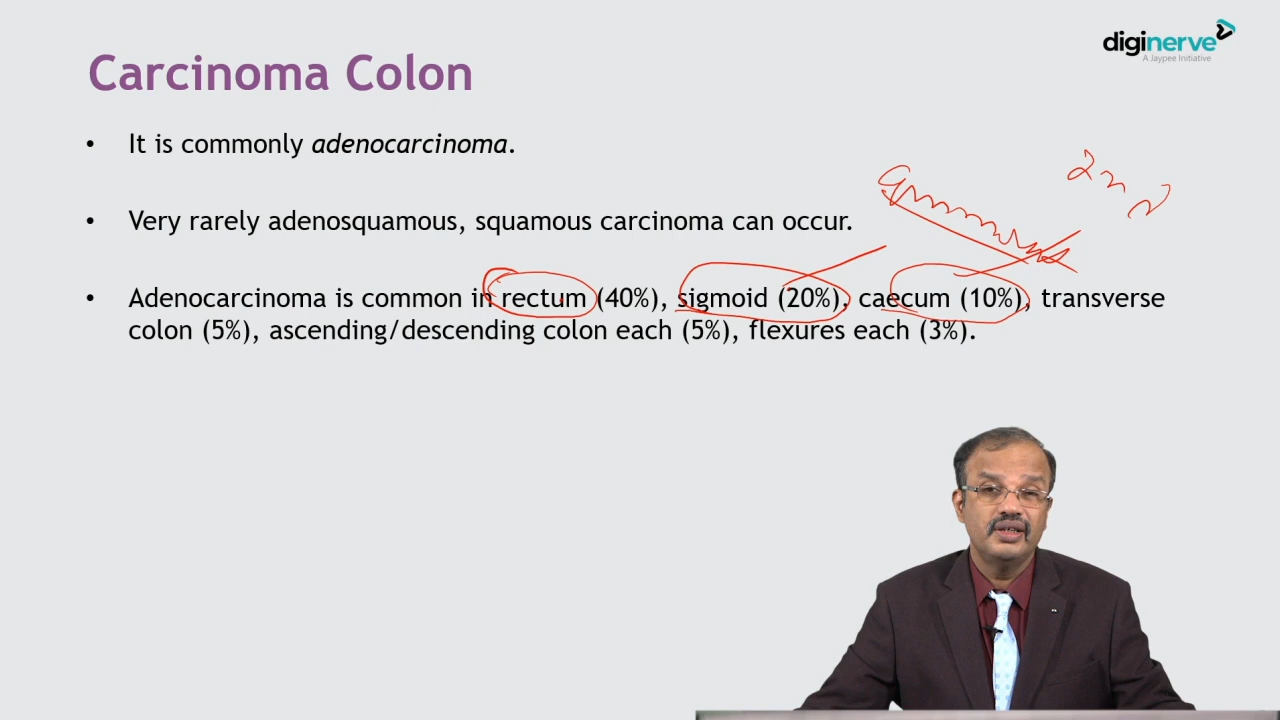 diginerve
A Jaypee Initiative
Carcinoma Colon
• It is commonly adenocarcinoma.
• Very rarely adenosquamous, squamous carcinoma can occur.
• Adenocarcinoma is common in rectum (40%), sigmoid (20%), caecum (10%), transverse
colon (5%), ascending/descending colon each (5%), flexures each (3%).